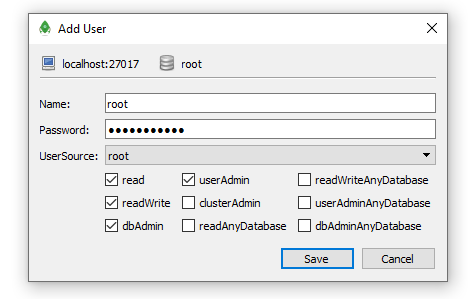 Add User
localhost:27017 root
Name: root
Password: ●●●●●●●●●●●
UserSource: root
read userAdmin readWriteAnyDatabase
readWrite clusterAdmin userAdminAnyDatabase
dbAdmin readAnyDatabase dbAdminAnyDatabase
Save Cancel